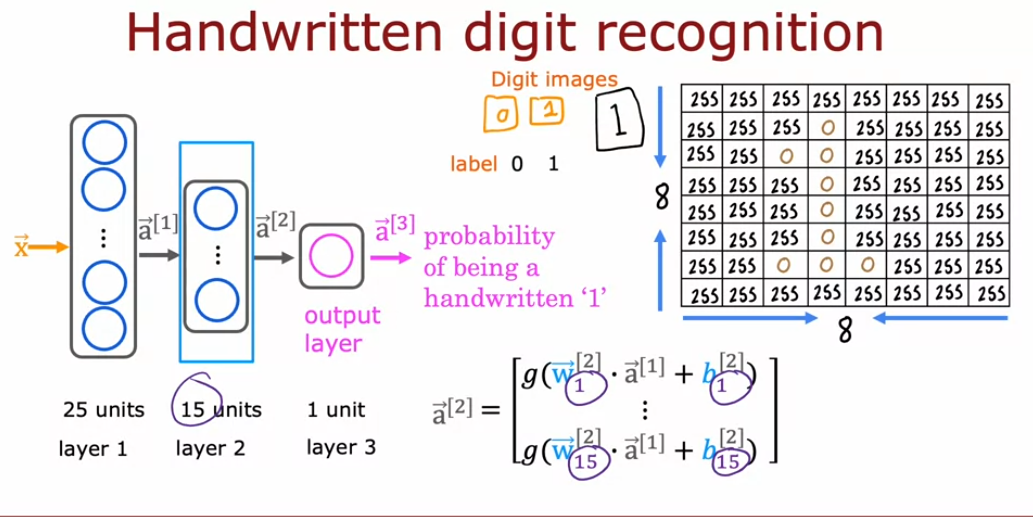 Handwritten digit recognition
Digit images
0 1
1
label 0 1
x⃗
a⃗[1]
a⃗[2]
a⃗[3]
probability
of being a
handwritten ‘1’
output
layer
25 units
15 units
1 unit
layer 1
layer 2
layer 3
255 255 255 255 255 255 255 255
255 255 255 0 255 255 255 255
255 255 0 0 255 255 255 255
255 255 255 0 255 255 255 255
255 255 255 0 255 255 255 255
255 255 255 0 255 255 255 255
255 255 0 0 0 255 255 255
255 255 255 255 255 255 255 255
8
8
a⃗[2] =
g(w⃗1[2] · a⃗[1] + b1[2])
⋮
g(w⃗15[2] · a⃗[1] + b15[2])